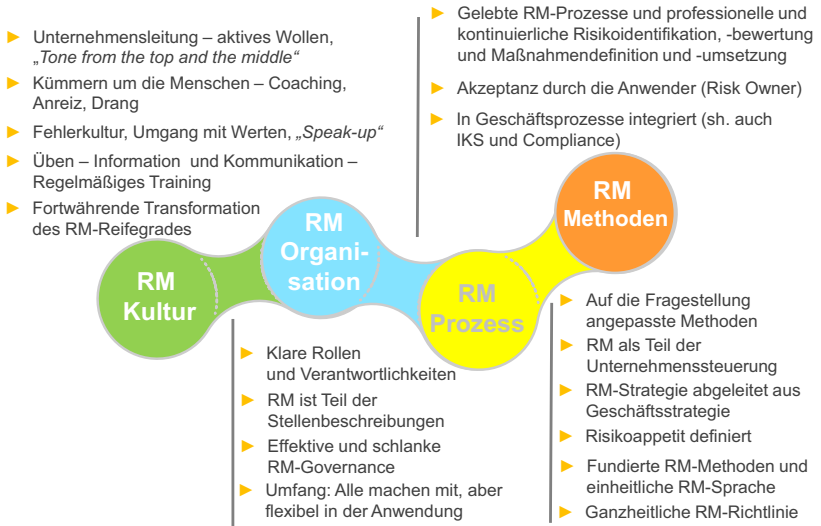 Unternehmensleitung – aktives Wollen,
„Tone from the top and the middle“
Kümmern um die Menschen – Coaching,
Anreiz, Drang
Fehlerkultur, Umgang mit Werten, „Speak-up“
Üben – Information und Kommunikation –
Regelmäßiges Training
Fortwährende Transformation
des RM-Reifegrades
Gelebte RM-Prozesse und professionelle und
kontinuierliche Risikoidentifikation, -bewertung
und Maßnahmendefinition und -umsetzung
Akzeptanz durch die Anwender (Risk Owner)
In Geschäftsprozesse integriert (sh. auch
IKS und Compliance)
RM
Kultur
RM
Organi-
sation
RM
Prozess
RM
Methoden
Klare Rollen
und Verantwortlichkeiten
RM ist Teil der
Stellenbeschreibungen
Effektive und schlanke
RM-Governance
Umfang: Alle machen mit, aber
flexibel in der Anwendung
Auf die Fragestellung
angepasste Methoden
RM als Teil der
Unternehmenssteuerung
RM-Strategie abgeleitet aus
Geschäftsstrategie
Risikoappetit definiert
Fundierte RM-Methoden und
einheitliche RM-Sprache
Ganzheitliche RM-Richtlinie